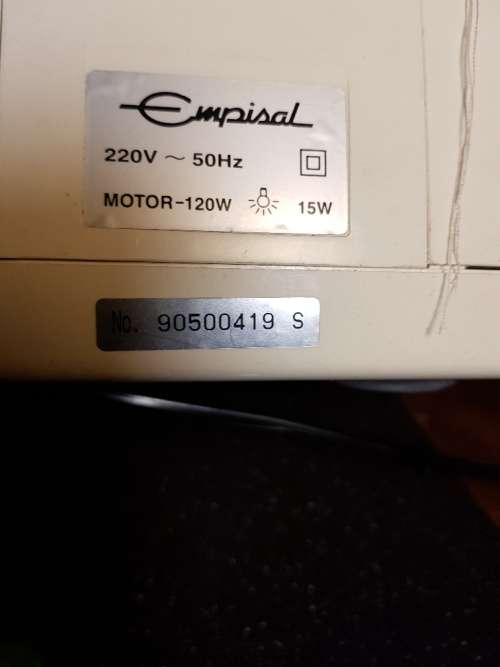 Empisal
220V ~ 50Hz
MOTOR-120W 15W
No. 90500419 S